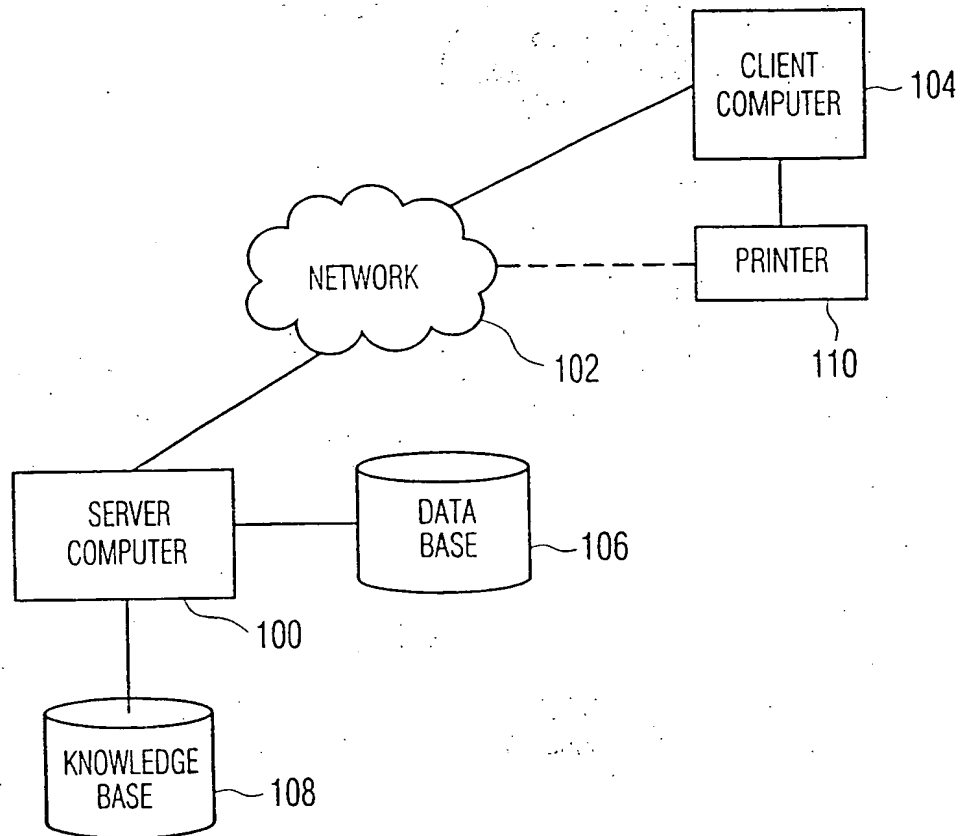 CLIENT
COMPUTER
104
NETWORK
PRINTER
102
110
SERVER
COMPUTER
DATA
BASE
106
100
KNOWLEDGE
BASE
108